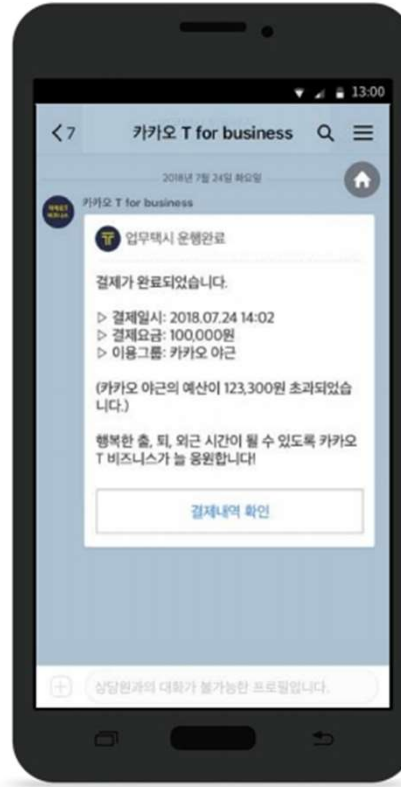 13:00
7 카카오 T for business
2018년 7월 24일 화요일
카카오 T for business
업무택시 운행완료
결제가 완료되었습니다.
▷ 결제일시: 2018.07.24 14:02
▷ 결제요금: 100,000원
▷ 이용그룹: 카카오 야근
(카카오 야근의 예산이 123,300원 초과되었습
니다.)
행복한 출, 퇴, 외근 시간이 될 수 있도록 카카오
T 비즈니스가 늘 응원합니다!
결제내역 확인
상담원과의 대화가 불가능한 프로필입니다.